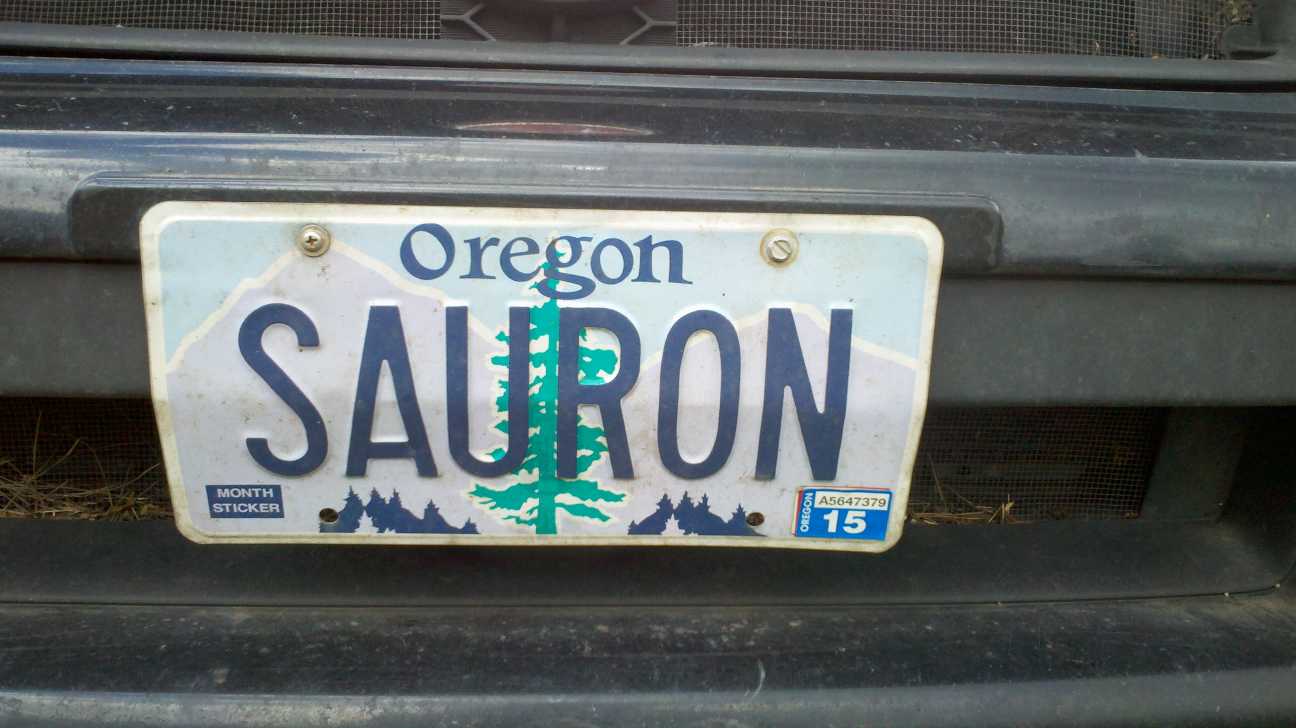 Oregon
SAURON
MONTH
STICKER
OREGON
A5647379
15